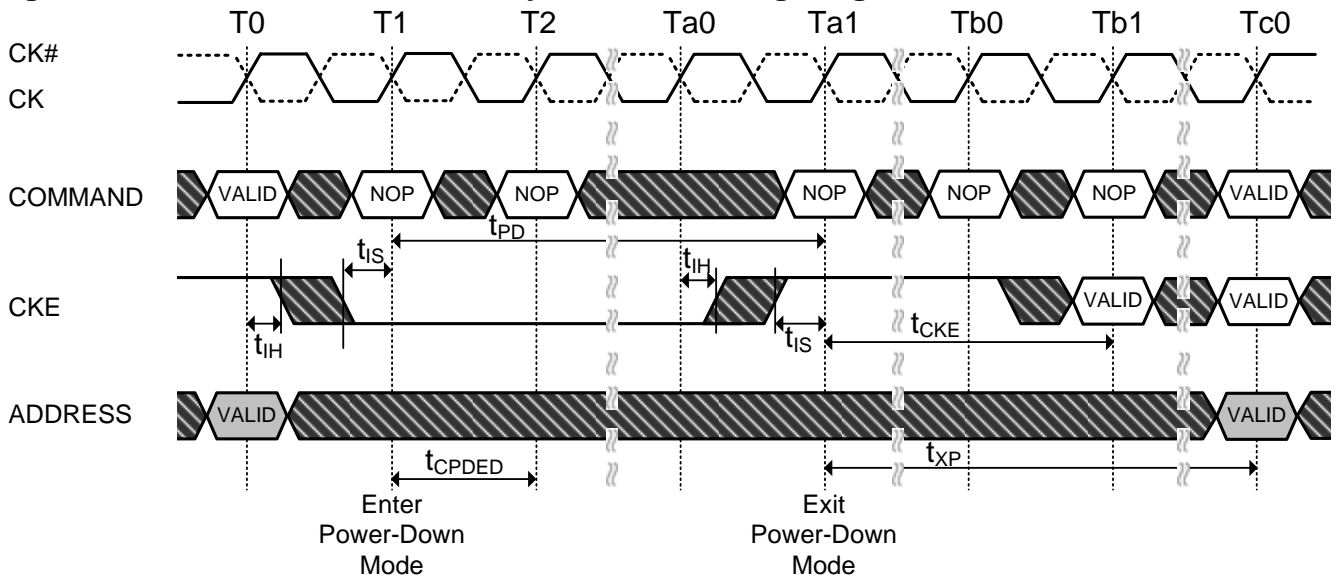 T0 T1 T2 Ta0 Ta1 Tb0 Tb1 Tc0
CK#
CK
COMMAND VALID NOP NOP NOP NOP NOP VALID
tPD
tIS tIH
CKE VALID VALID
tIH tIS tCKE
ADDRESS VALID VALID
tCPDED tXP
Enter
Power-Down
Mode
Exit
Power-Down
Mode